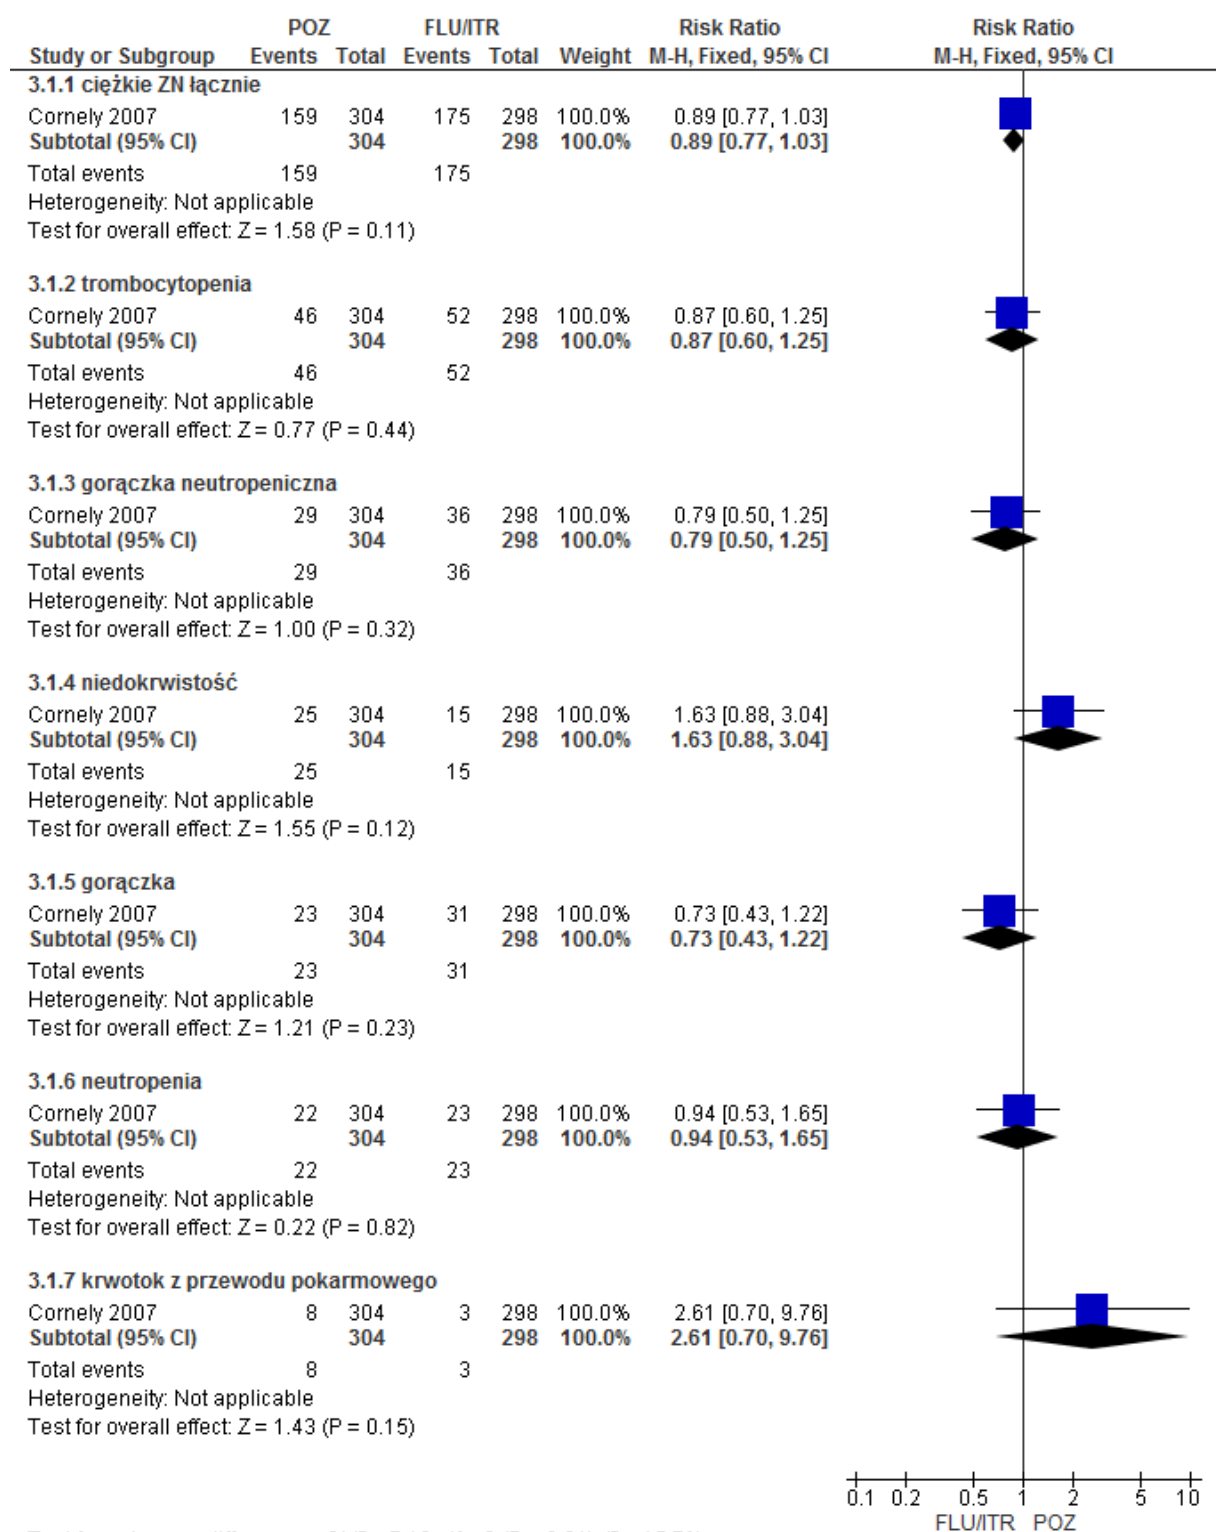 POZ FLU/ITR Risk Ratio Risk Ratio
Study or Subgroup Events Total Events Total Weight M-H, Fixed, 95% CI M-H, Fixed, 95% CI
3.1.1 ciężkie ZN łącznie
Cornely 2007 159 304 175 298 100.0% 0.89 [0.77, 1.03]
Subtotal (95% CI) 304 298 100.0% 0.89 [0.77, 1.03]
Total events 159 175
Heterogeneity: Not applicable
Test for overall effect: Z = 1.58 (P = 0.11)
3.1.2 trombocytopenia
Cornely 2007 46 304 52 298 100.0% 0.87 [0.60, 1.25]
Subtotal (95% CI) 304 298 100.0% 0.87 [0.60, 1.25]
Total events 46 52
Heterogeneity: Not applicable
Test for overall effect: Z = 0.77 (P = 0.44)
3.1.3 gorączka neutropeniczna
Cornely 2007 29 304 36 298 100.0% 0.79 [0.50, 1.25]
Subtotal (95% CI) 304 298 100.0% 0.79 [0.50, 1.25]
Total events 29 36
Heterogeneity: Not applicable
Test for overall effect: Z = 1.00 (P = 0.32)
3.1.4 niedokrwistość
Cornely 2007 25 304 15 298 100.0% 1.63 [0.88, 3.04]
Subtotal (95% CI) 304 298 100.0% 1.63 [0.88, 3.04]
Total events 25 15
Heterogeneity: Not applicable
Test for overall effect: Z = 1.55 (P = 0.12)
3.1.5 gorączka
Cornely 2007 23 304 31 298 100.0% 0.73 [0.43, 1.22]
Subtotal (95% CI) 304 298 100.0% 0.73 [0.43, 1.22]
Total events 23 31
Heterogeneity: Not applicable
Test for overall effect: Z = 1.21 (P = 0.23)
3.1.6 neutropenia
Cornely 2007 22 304 23 298 100.0% 0.94 [0.53, 1.65]
Subtotal (95% CI) 304 298 100.0% 0.94 [0.53, 1.65]
Total events 22 23
Heterogeneity: Not applicable
Test for overall effect: Z = 0.22 (P = 0.82)
3.1.7 krwotok z przewodu pokarmowego
Cornely 2007 8 304 3 298 100.0% 2.61 [0.70, 9.76]
Subtotal (95% CI) 304 298 100.0% 2.61 [0.70, 9.76]
Total events 8 3
Heterogeneity: Not applicable
Test for overall effect: Z = 1.43 (P = 0.15)
0.1 0.2 0.5 1 2 5 10
FLU/ITR POZ